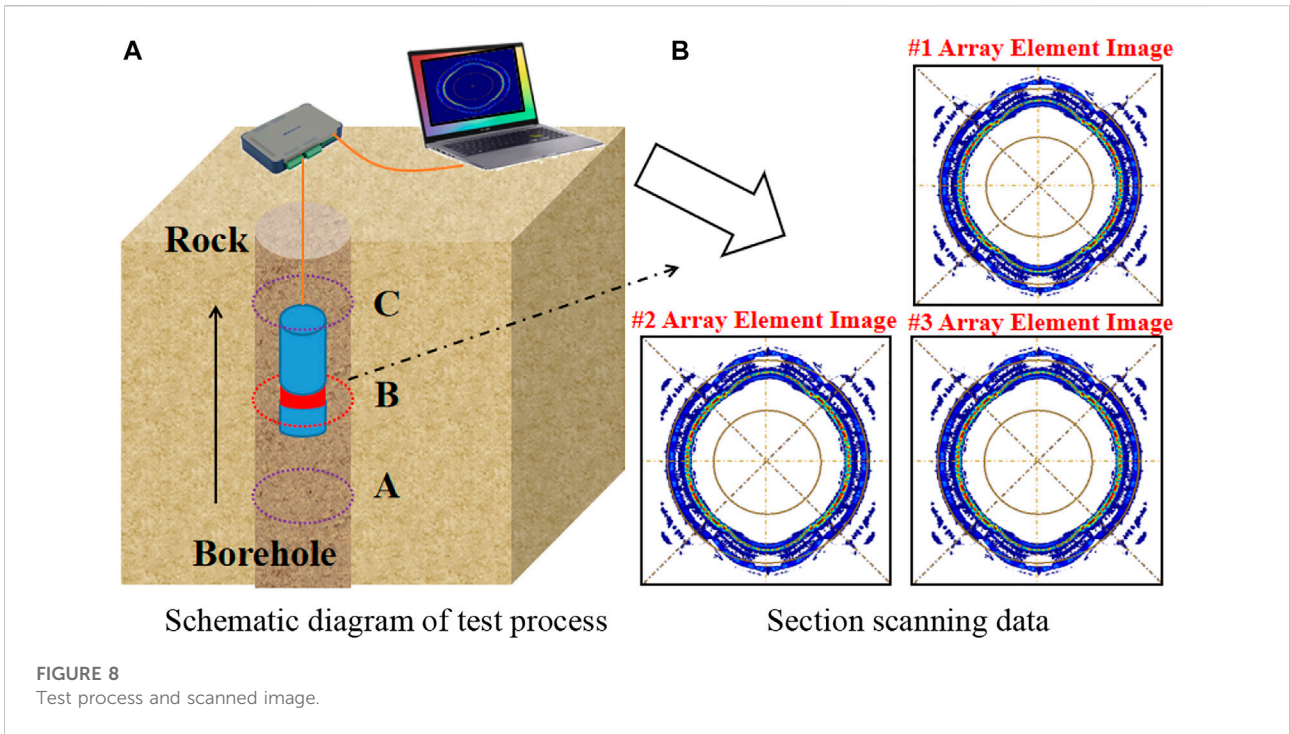 A
B
#1 Array Element Image
Rock
C
#2 Array Element Image #3 Array Element Image
B
A
Borehole
Schematic diagram of test process
Section scanning data
FIGURE 8
Test process and scanned image.